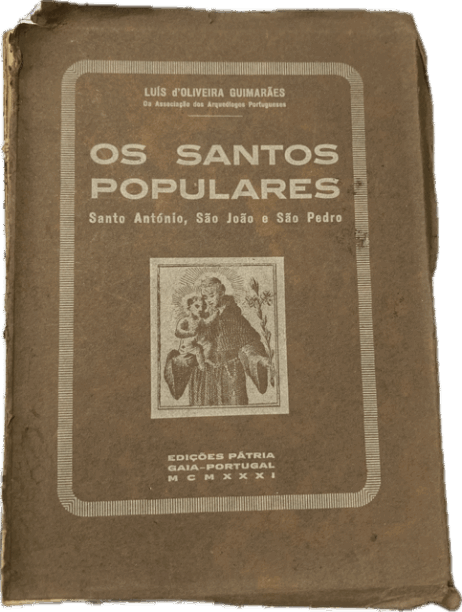 LUÍS d'OLIVEIRA GUIMARÃES
Da Associação dos Arqueólogos Portugueses
OS SANTOS
POPULARES
Santo António, São João e São Pedro
EDIÇÕES PÁTRIA
GAIA-PORTUGAL
MCMXXXI